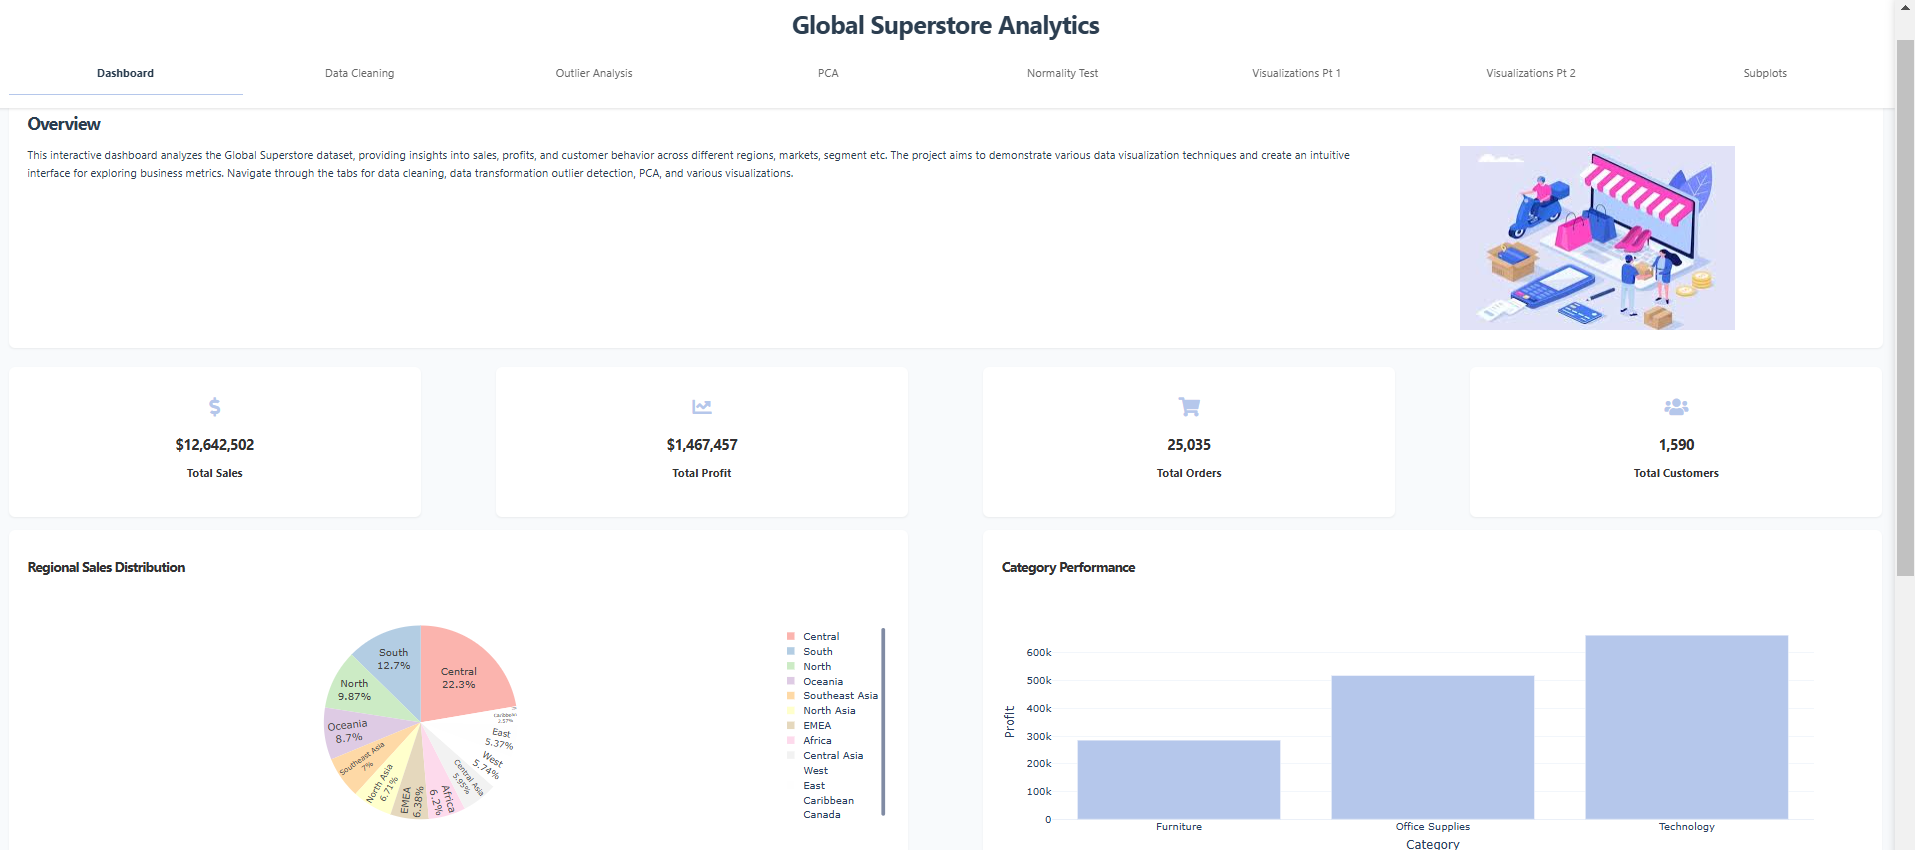 Global Superstore Analytics
Dashboard
Data Cleaning
Outlier Analysis
PCA
Normality Test
Visualizations Pt 1
Visualizations Pt 2
Subplots
Overview
This interactive dashboard analyzes the Global Superstore dataset, providing insights into sales, profits, and customer behavior across different regions, markets, segment etc. The project aims to demonstrate various data visualization techniques and create an intuitive
interface for exploring business metrics. Navigate through the tabs for data cleaning, data transformation outlier detection, PCA, and various visualizations.
$12,642,502
Total Sales
$1,467,457
Total Profit
25,035
Total Orders
1,590
Total Customers
Regional Sales Distribution
Central
22.3%
South
12.7%
North
9.87%
Oceania
8.7%
Southeast Asia
7%
North Asia
6.71%
EMEA
6.38%
Africa
6.2%
Central Asia
5.95%
West
5.74%
East
5.37%
Caribbean
2.57%
Central
South
North
Oceania
Southeast Asia
North Asia
EMEA
Africa
Central Asia
West
East
Caribbean
Canada
Category Performance
Profit
600k
500k
400k
300k
200k
100k
0
Furniture
Office Supplies
Technology
Category